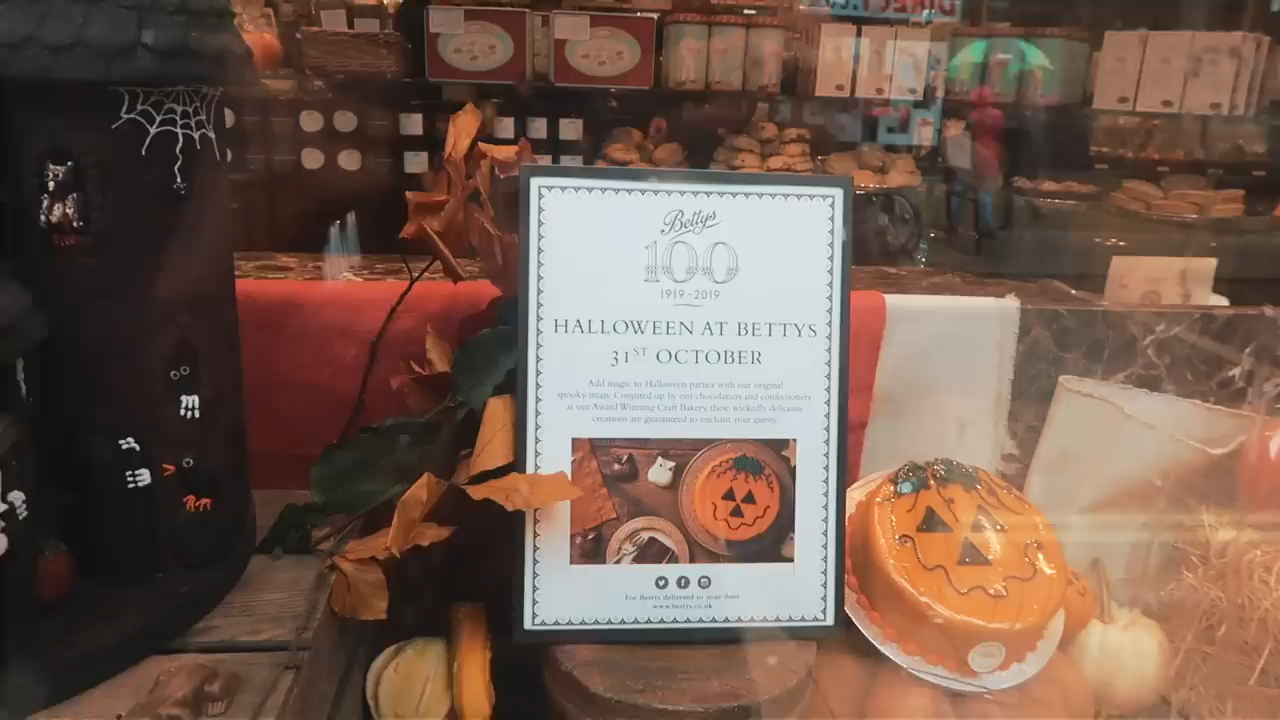 Bettys
100
1919-2019
HALLOWEEN AT BETTYS
31ST OCTOBER
Add magic to Halloween parties with our original
spooky treats. Conjured up by our chocolatiers and confectioners
at our Award Winning Craft Bakery, these wickedly delicious
creations are guaranteed to enchant your guests.
For Bettys delivered to your door
www.bettys.co.uk